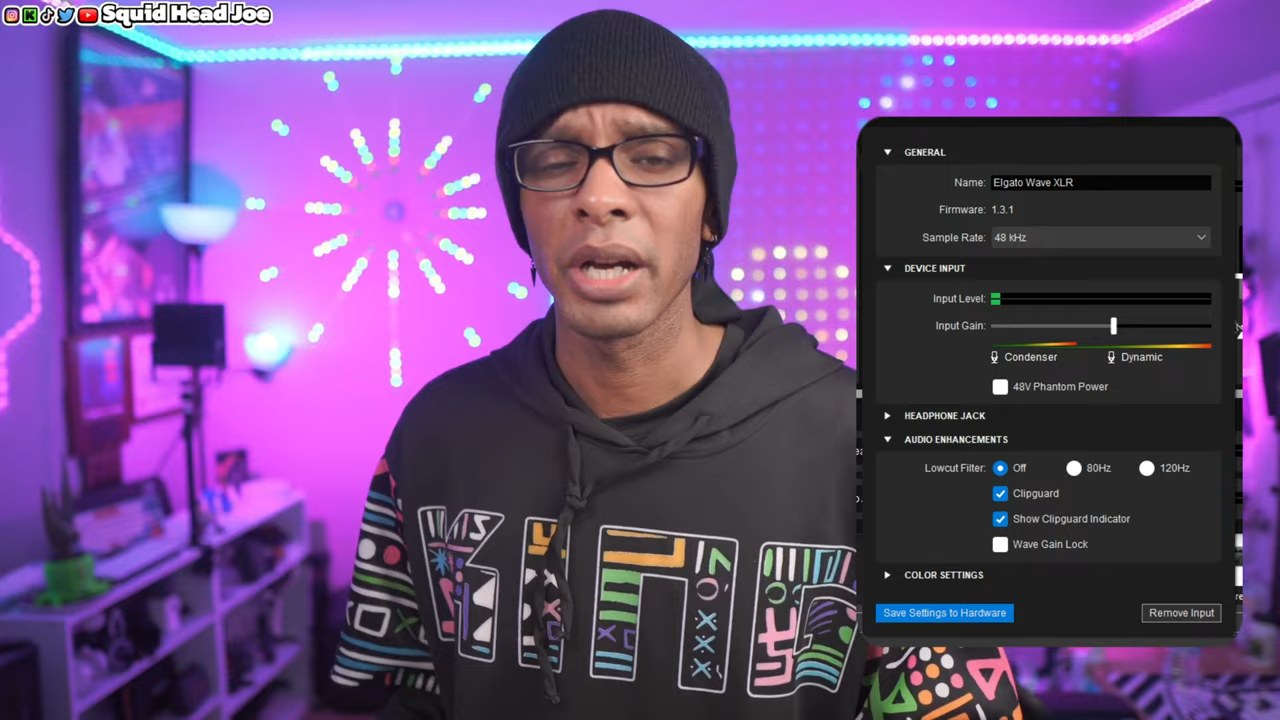 Squid Head Joe
GENERAL
Name: Elgato Wave XLR
Firmware: 1.3.1
Sample Rate: 48 kHz
DEVICE INPUT
Input Level:
Input Gain:
Condenser Dynamic
48V Phantom Power
HEADPHONE JACK
AUDIO ENHANCEMENTS
Lowcut Filter: Off 80Hz 120Hz
Clipguard
Show Clipguard Indicator
Wave Gain Lock
COLOR SETTINGS
Save Settings to Hardware Remove Input
KIND